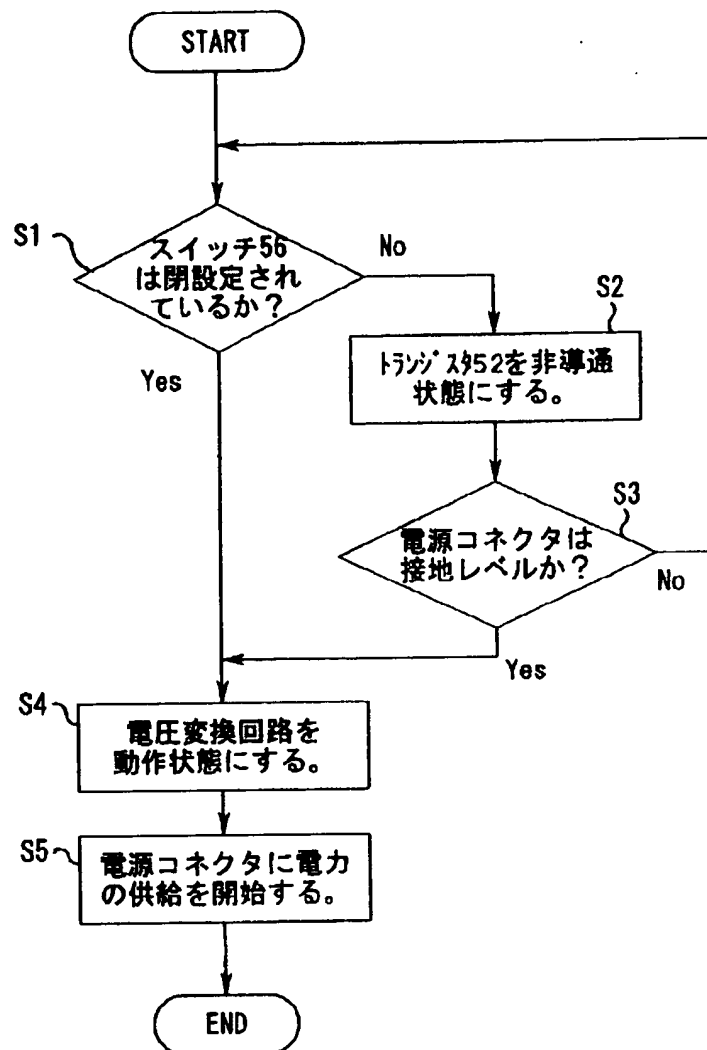 START
S1
スイッチ56
は閉設定され
ているか？
No
Yes
S2
ﾄﾗﾝｼﾞｽﾀ52を非導通
状態にする。
S3
電源コネクタは
接地レベルか？
No
Yes
S4
電圧変換回路を
動作状態にする。
S5
電源コネクタに電力
の供給を開始する。
END